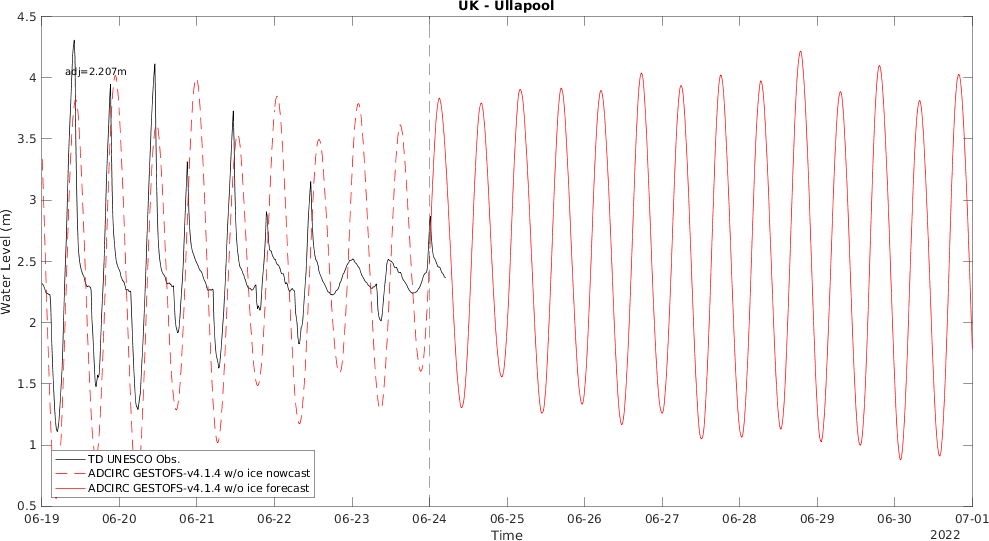 UK - Ullapool
4.5
4
3.5
3
2.5
2
1.5
1
0.5
Water Level (m)
adj=2.207m
TD UNESCO Obs.
ADCIRC GESTOFS-v4.1.4 w/o ice nowcast
ADCIRC GESTOFS-v4.1.4 w/o ice forecast
06-19 06-20 06-21 06-22 06-23 06-24 06-25 06-26 06-27 06-28 06-29 06-30 07-01
Time
2022